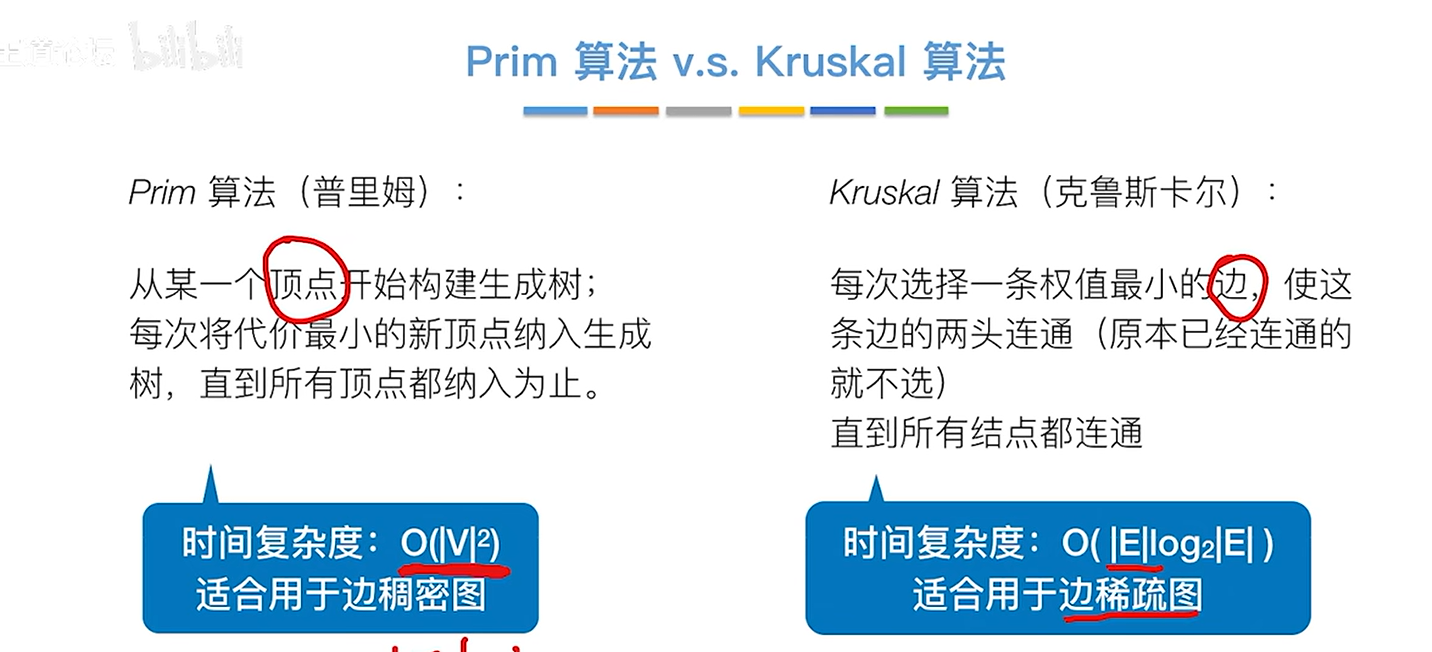 bilibili
Prim 算法 v.s. Kruskal 算法
Prim 算法（普里姆）：
从某一个顶点开始构建生成树；
每次将代价最小的新顶点纳入生成
树，直到所有顶点都纳入为止。
时间复杂度：O(|V|²)
适合用于边稠密图
Kruskal 算法（克鲁斯卡尔）：
每次选择一条权值最小的边，使这
条边的两头连通（原本已经连通的
就不选）
直到所有结点都连通
时间复杂度：O( |E|log₂|E| )
适合用于边稀疏图